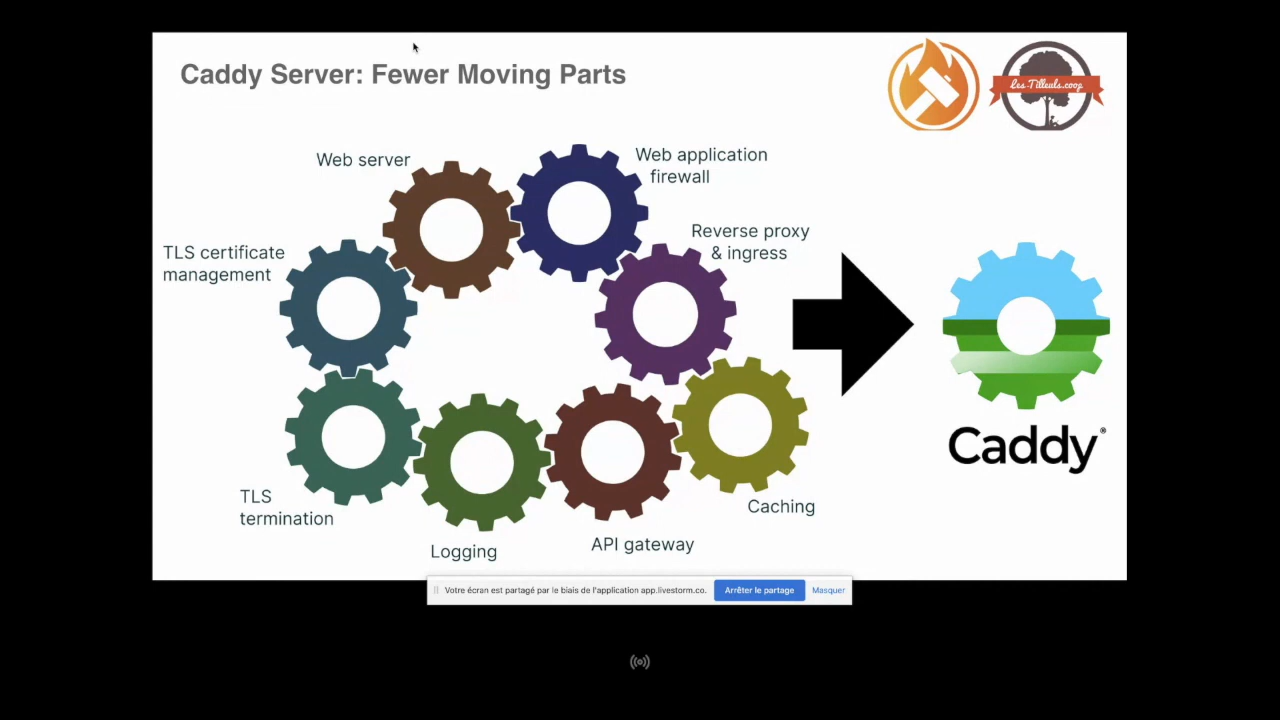 Caddy Server: Fewer Moving Parts
Les-Tilleuls.coop
Web server
Web application
firewall
Reverse proxy
& ingress
TLS certificate
management
Caddy®
TLS
termination
Caching
API gateway
Logging
Votre écran est partagé par le biais de l'application app.livestorm.co.
Arrêter le partage
Masquer